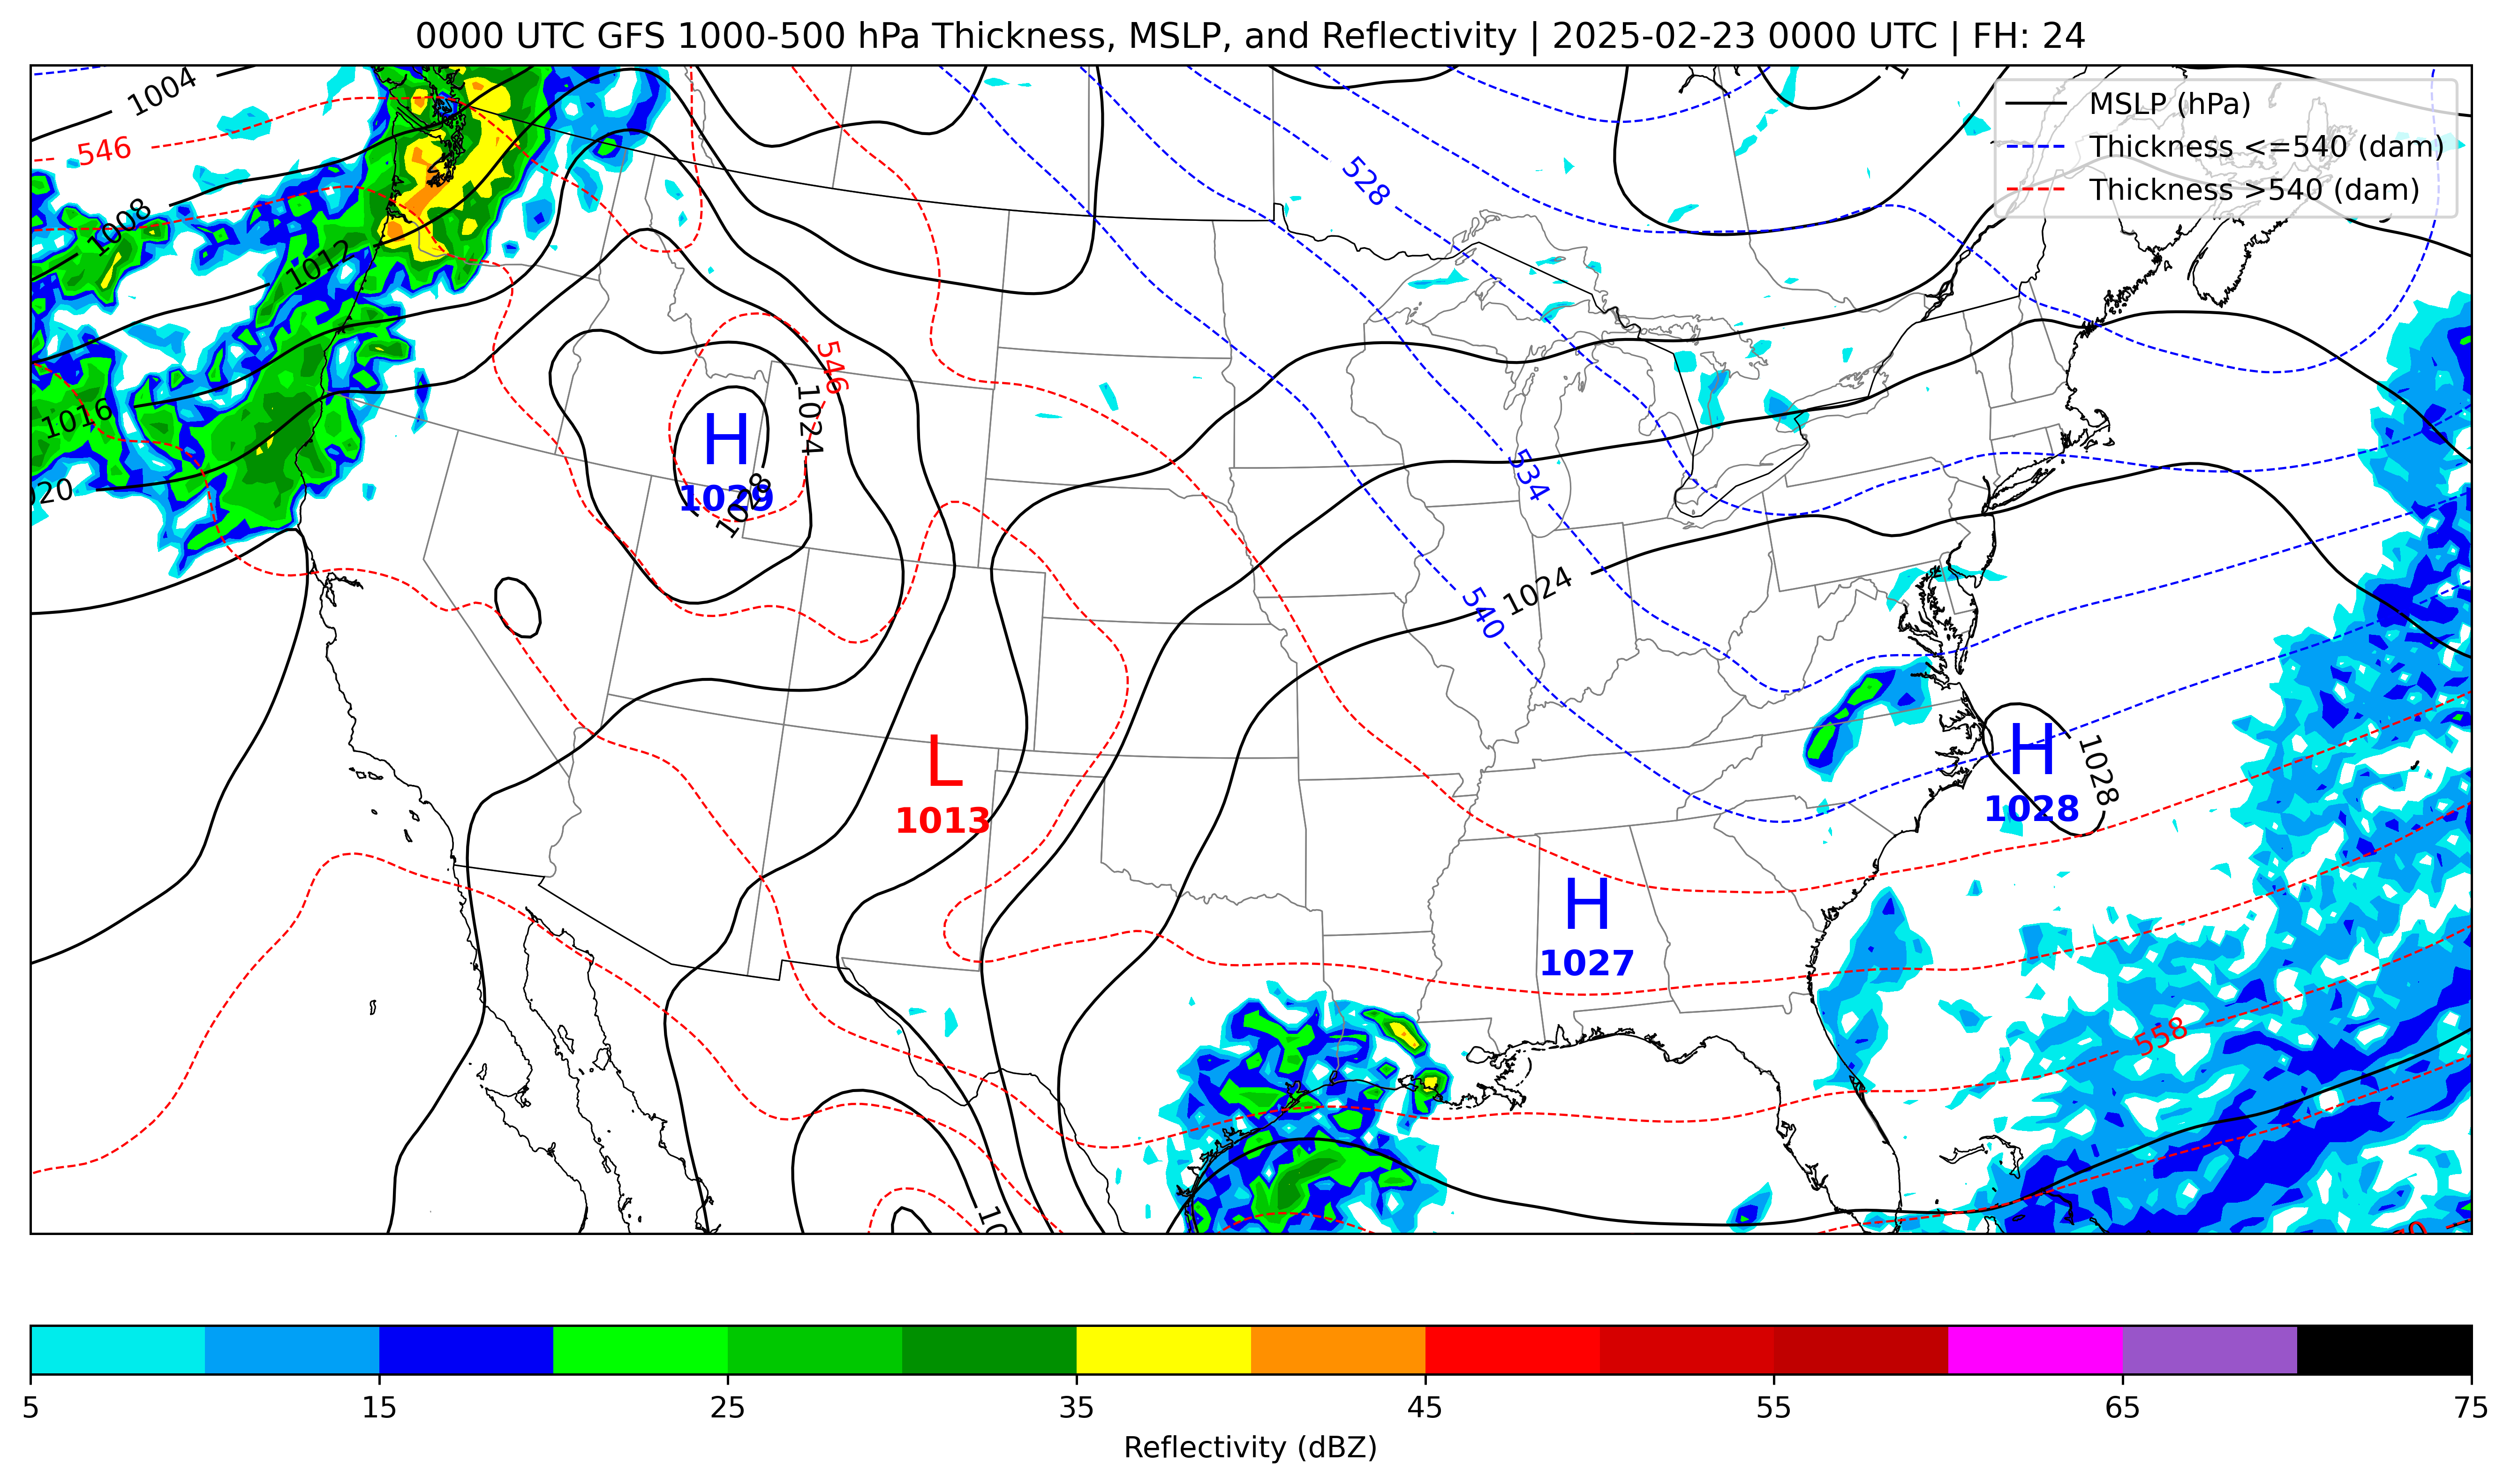 0000 UTC GFS 1000-500 hPa Thickness, MSLP, and Reflectivity | 2025-02-23 0000 UTC | FH: 24
MSLP (hPa)
Thickness <=540 (dam)
Thickness >540 (dam)
1004
546
528
1008
1012
546
1024
1016
H
1029
1028
534
020
540
1024
L
1013
H
1028
1028
H
1027
558
10
5 15 25 35 45 55 65 75
Reflectivity (dBZ)